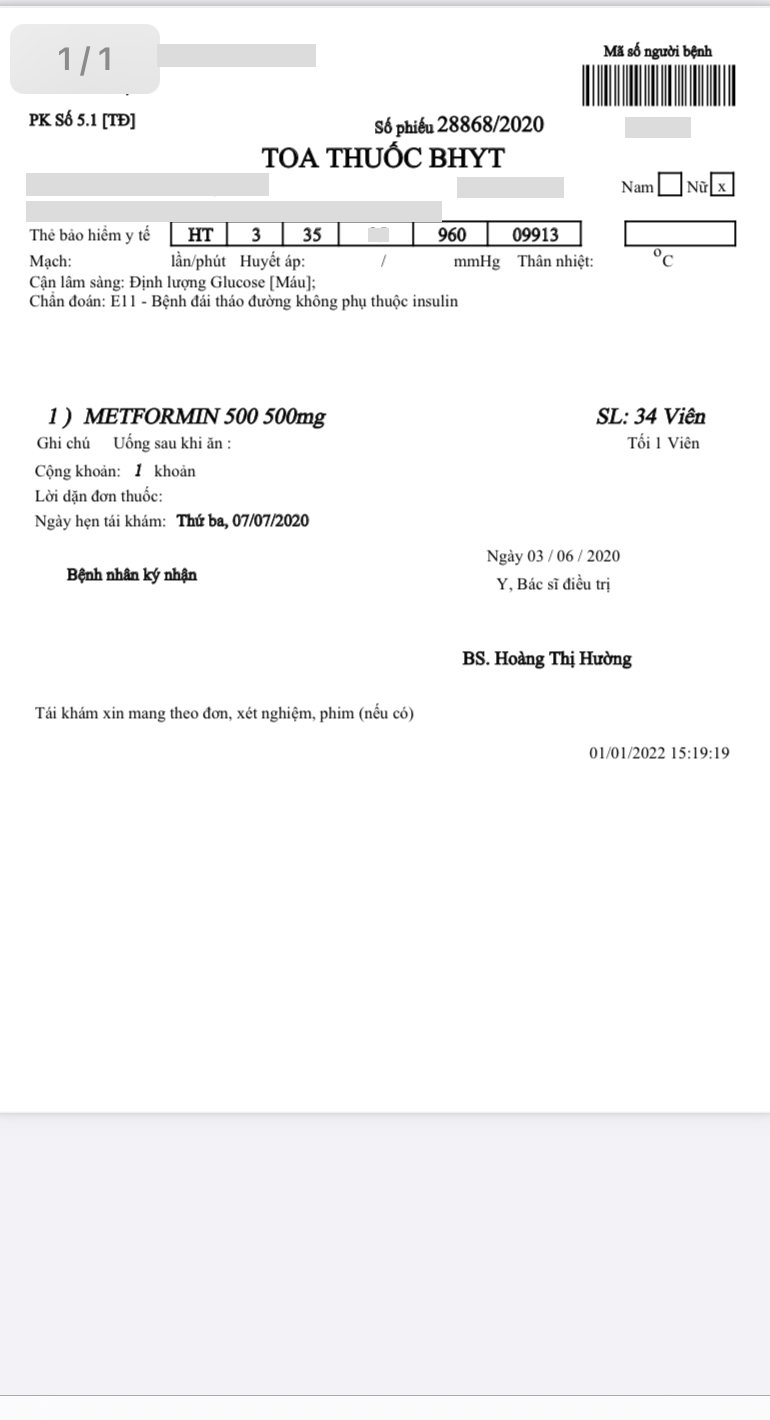 1/1
Mã số người bệnh
PK Số 5.1 [TĐ]
Số phiếu 28868/2020
TOA THUỐC BHYT
Nam Nữ x
Thẻ bảo hiểm y tế HT 3 35 960 09913
Mạch: lần/phút Huyết áp: / mmHg Thân nhiệt: °C
Cận lâm sàng: Định lượng Glucose [Máu];
Chẩn đoán: E11 - Bệnh đái tháo đường không phụ thuộc insulin
1 ) METFORMIN 500 500mg SL: 34 Viên
Ghi chú Uống sau khi ăn : Tối 1 Viên
Cộng khoản: 1 khoản
Lời dặn đơn thuốc:
Ngày hẹn tái khám: Thứ ba, 07/07/2020
Ngày 03 / 06 / 2020
Bệnh nhân ký nhận
Y, Bác sĩ điều trị
BS. Hoàng Thị Hường
Tái khám xin mang theo đơn, xét nghiệm, phim (nếu có)
01/01/2022 15:19:19